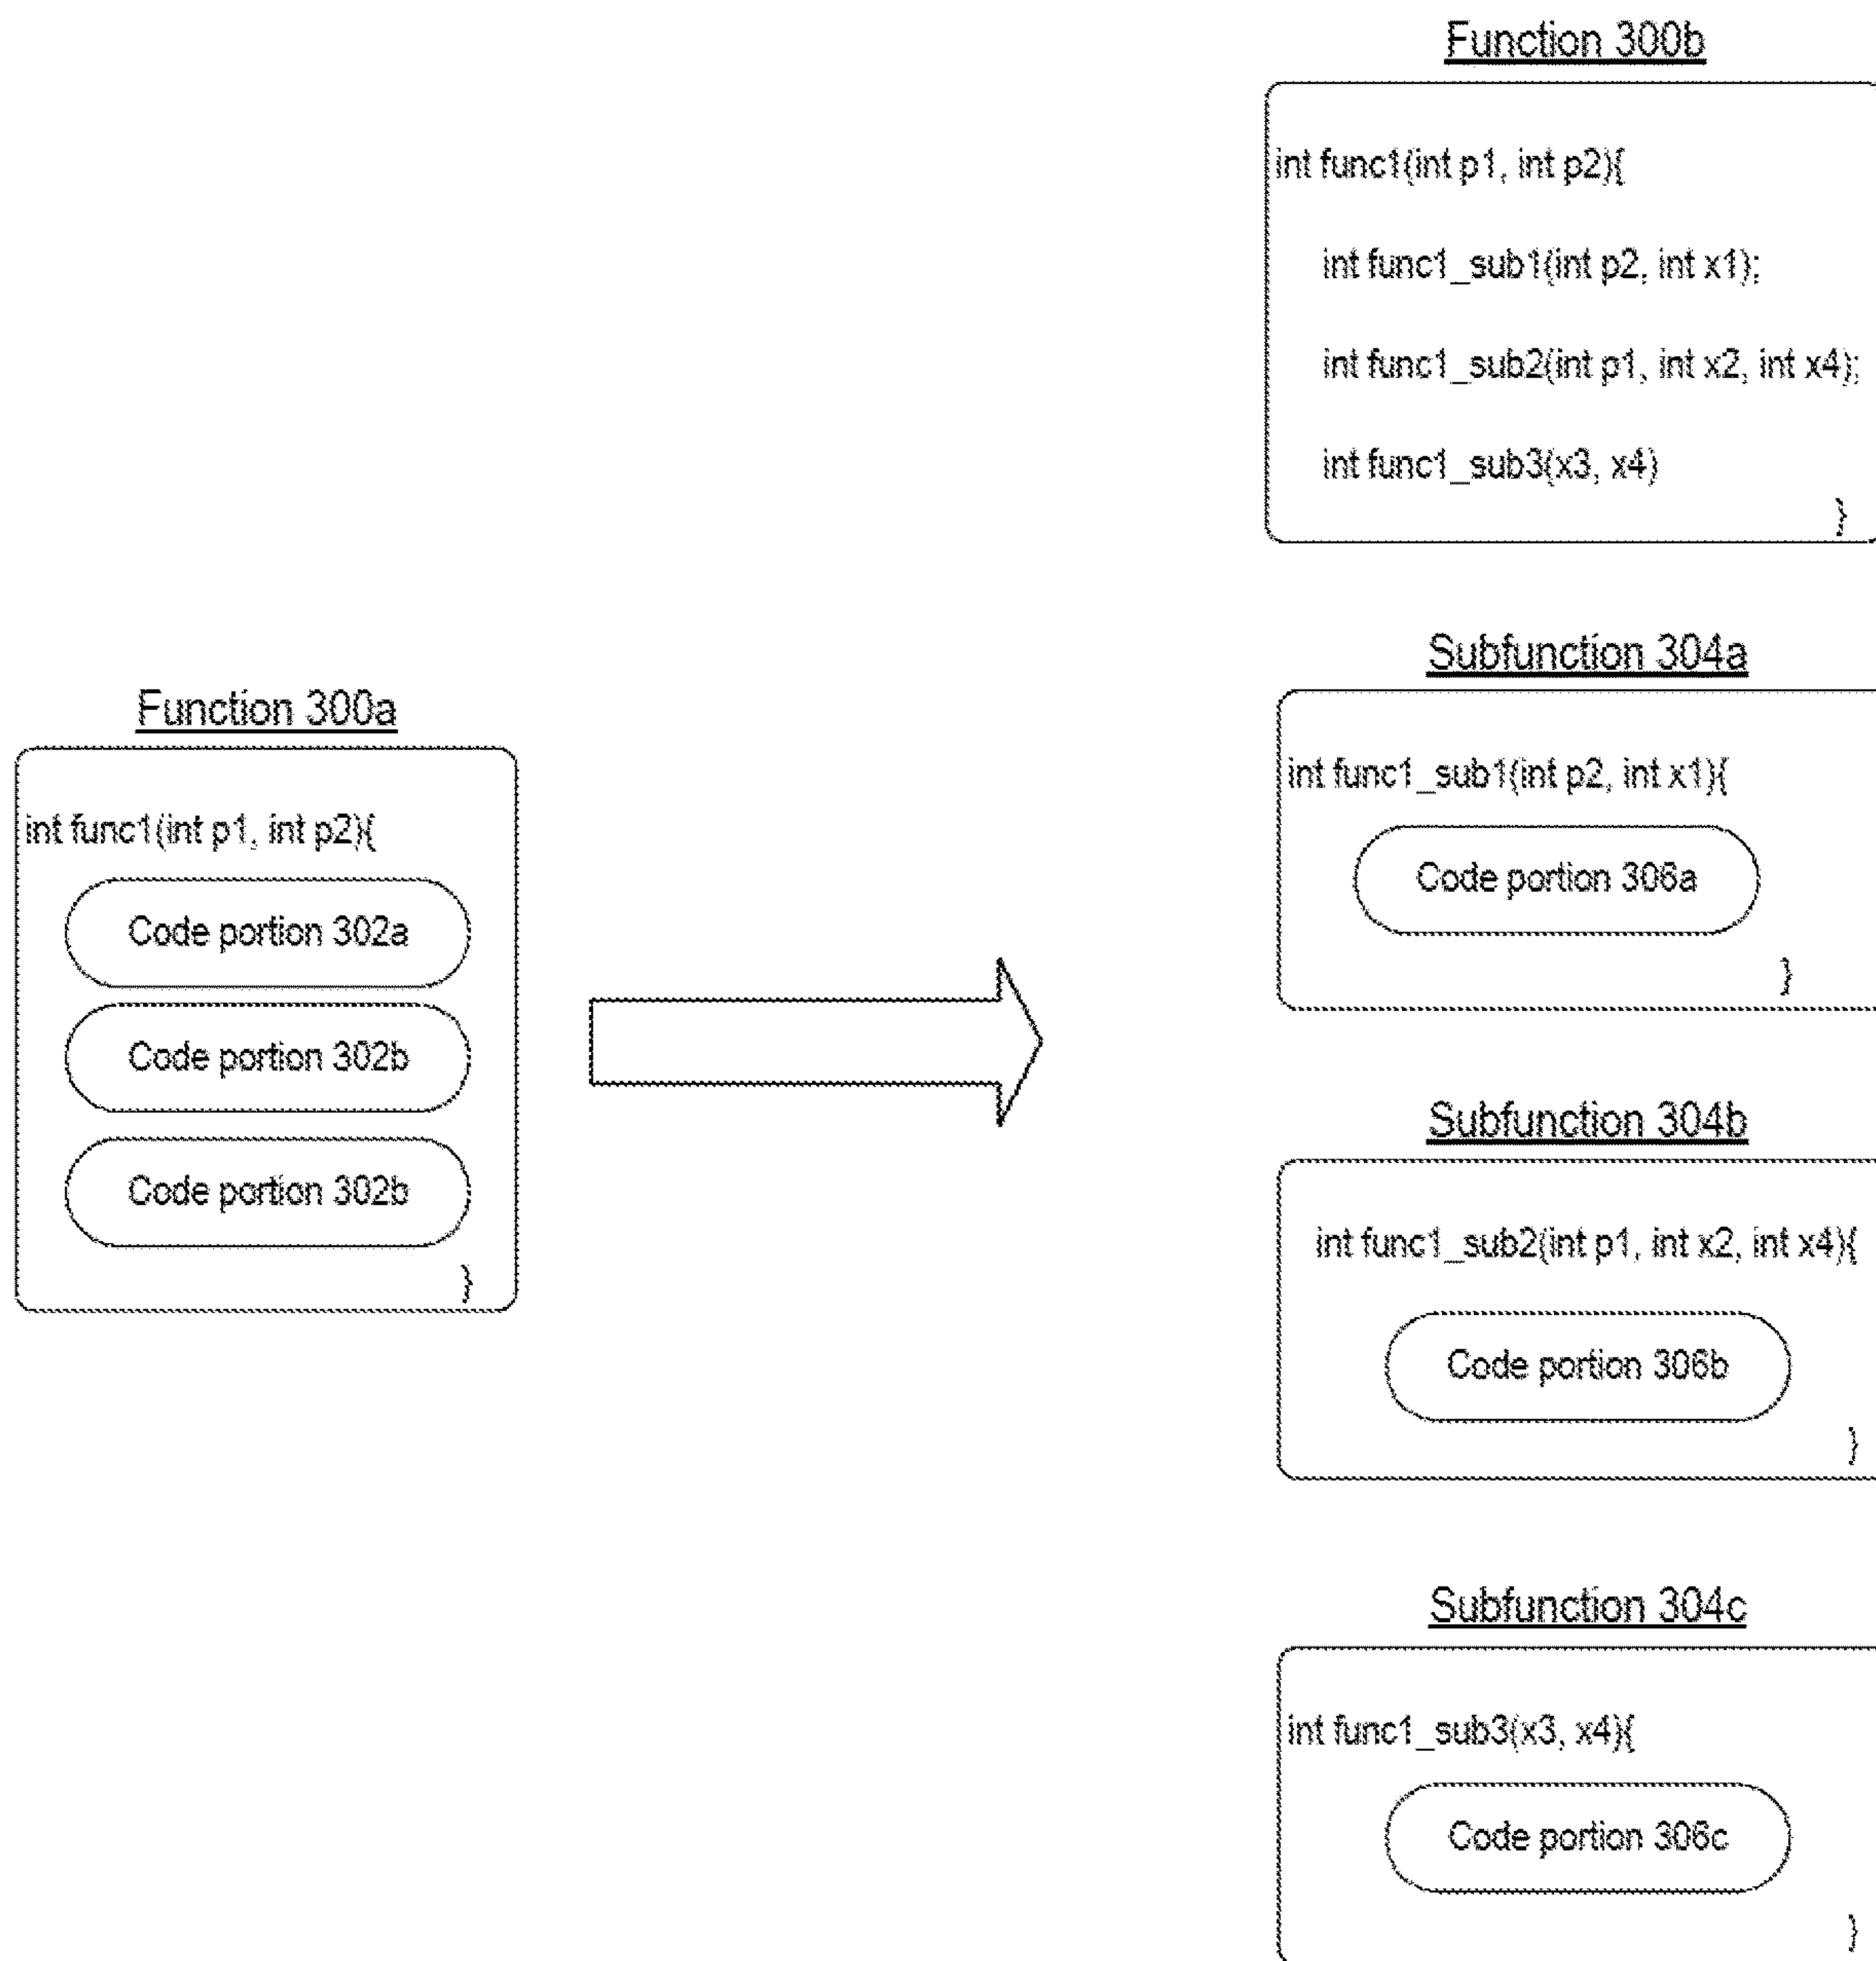 Function 300a
int func1(int p1, int p2){
Code portion 302a
Code portion 302b
Code portion 302b
}
Function 300b
int func1(int p1, int p2){
int func1_sub1(int p2, int x1);
int func1_sub2(int p1, int x2, int x4);
int func1_sub3(x3, x4)
}
Subfunction 304a
int func1_sub1(int p2, int x1){
Code portion 306a
}
Subfunction 304b
int func1_sub2(int p1, int x2, int x4){
Code portion 306b
}
Subfunction 304c
int func1_sub3(x3, x4){
Code portion 306c
}